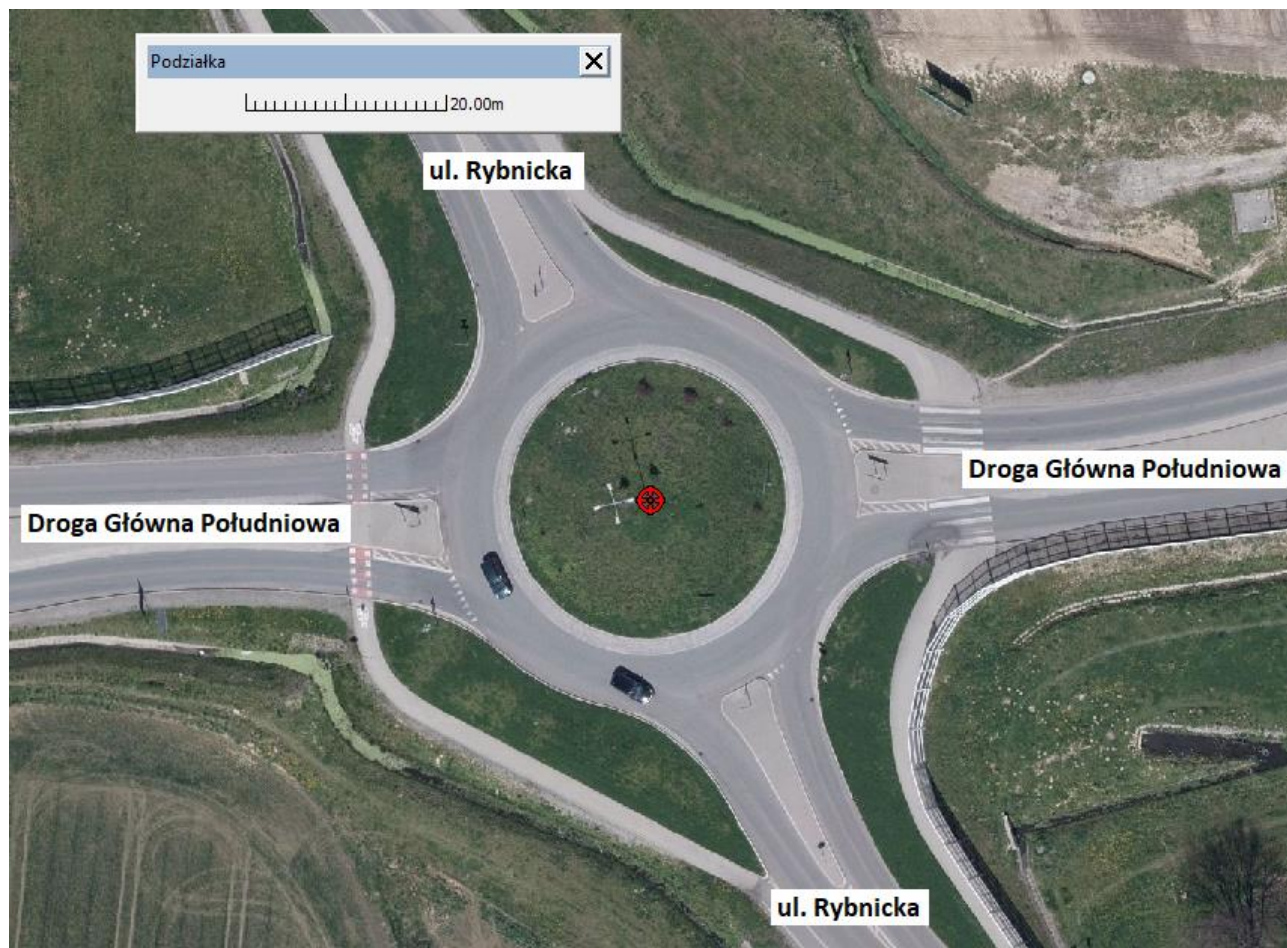 Podziałka
20.00m
ul. Rybnicka
Droga Główna Południowa
Droga Główna Południowa
ul. Rybnicka